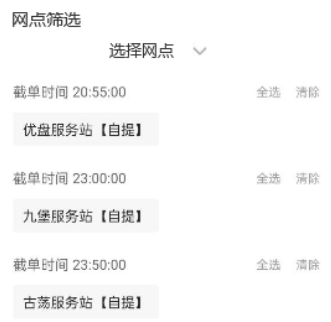 网点筛选
选择网点
截单时间 20:55:00 全选 清除
优盘服务站【自提】
截单时间 23:00:00 全选 清除
九堡服务站【自提】
截单时间 23:50:00 全选 清除
古荡服务站【自提】